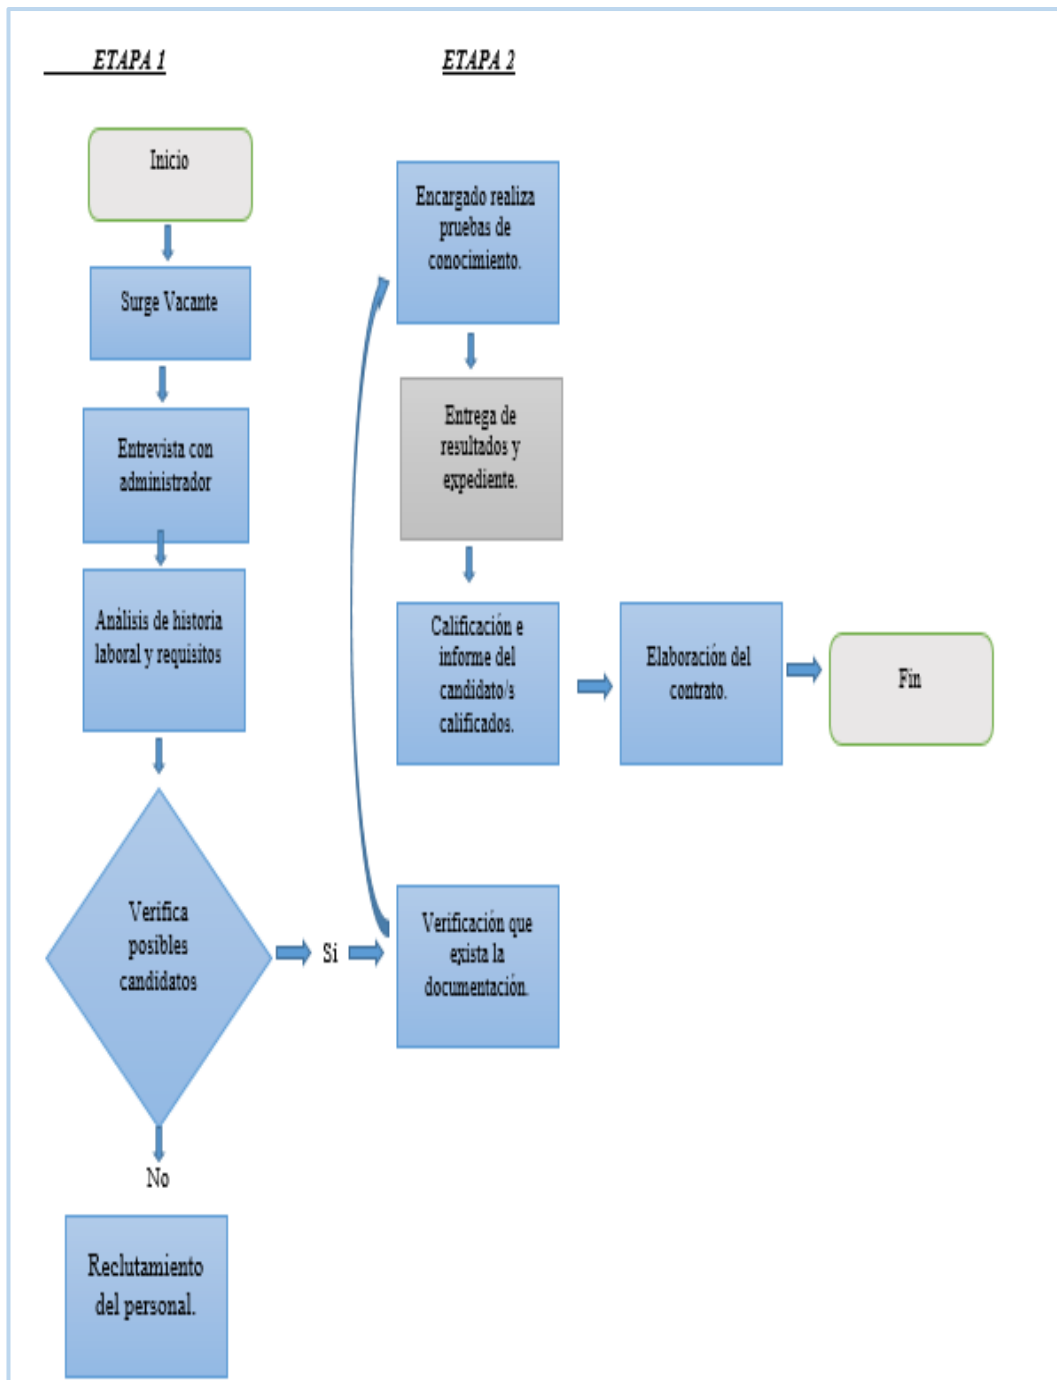 ETAPA 1
Inicio
Surge Vacante
Entrevista con
administrador
Análisis de historia
laboral y requisitos
Verifica
posibles
candidatos
Si
No
Reclutamiento
del personal.
ETAPA 2
Encargado realiza
pruebas de
conocimiento.
Entrega de
resultados y
expediente.
Calificación e
informe del
candidato/s
calificados.
Elaboración del
contrato.
Fin
Verificación que
exista la
documentación.